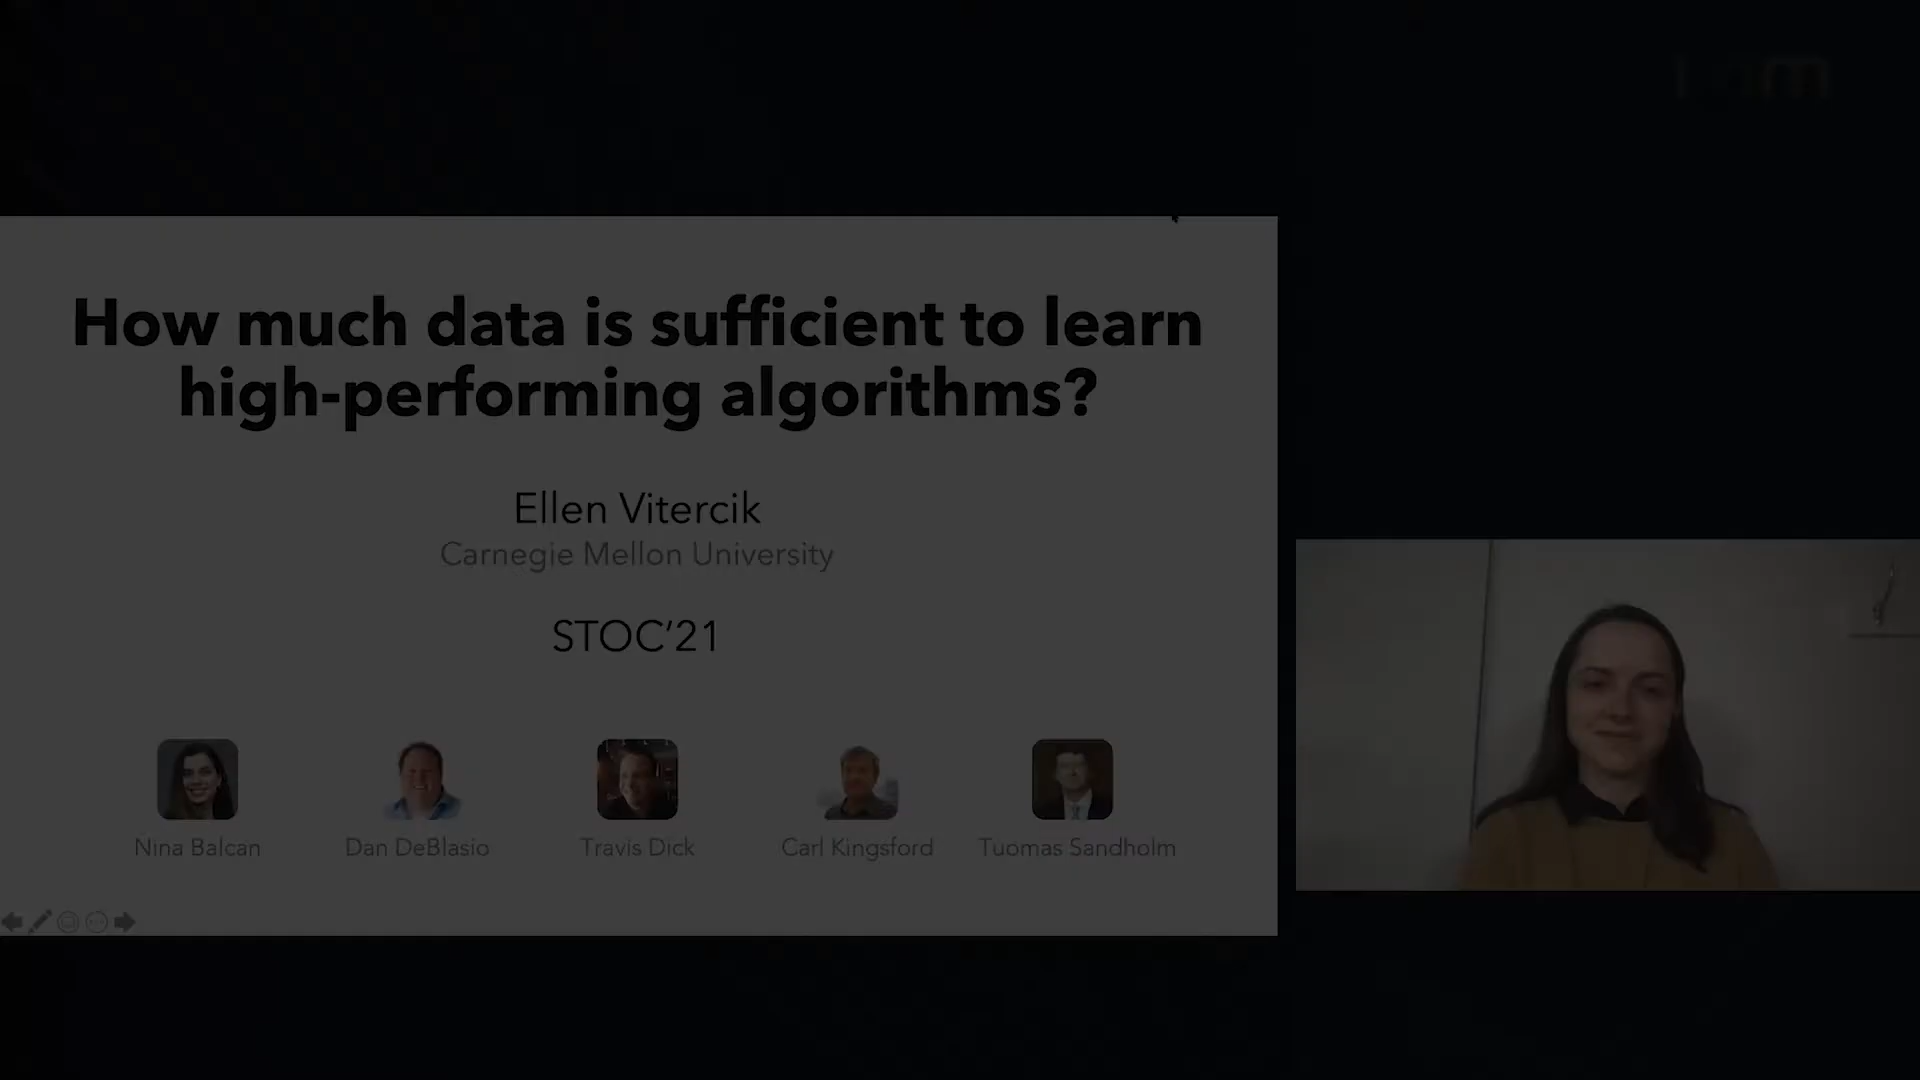 How much data is sufficient to learn
high-performing algorithms?
Ellen Vitercik
Carnegie Mellon University
STOC'21
Nina Balcan
Dan DeBlasio
Travis Dick
Carl Kingsford
Tuomas Sandholm